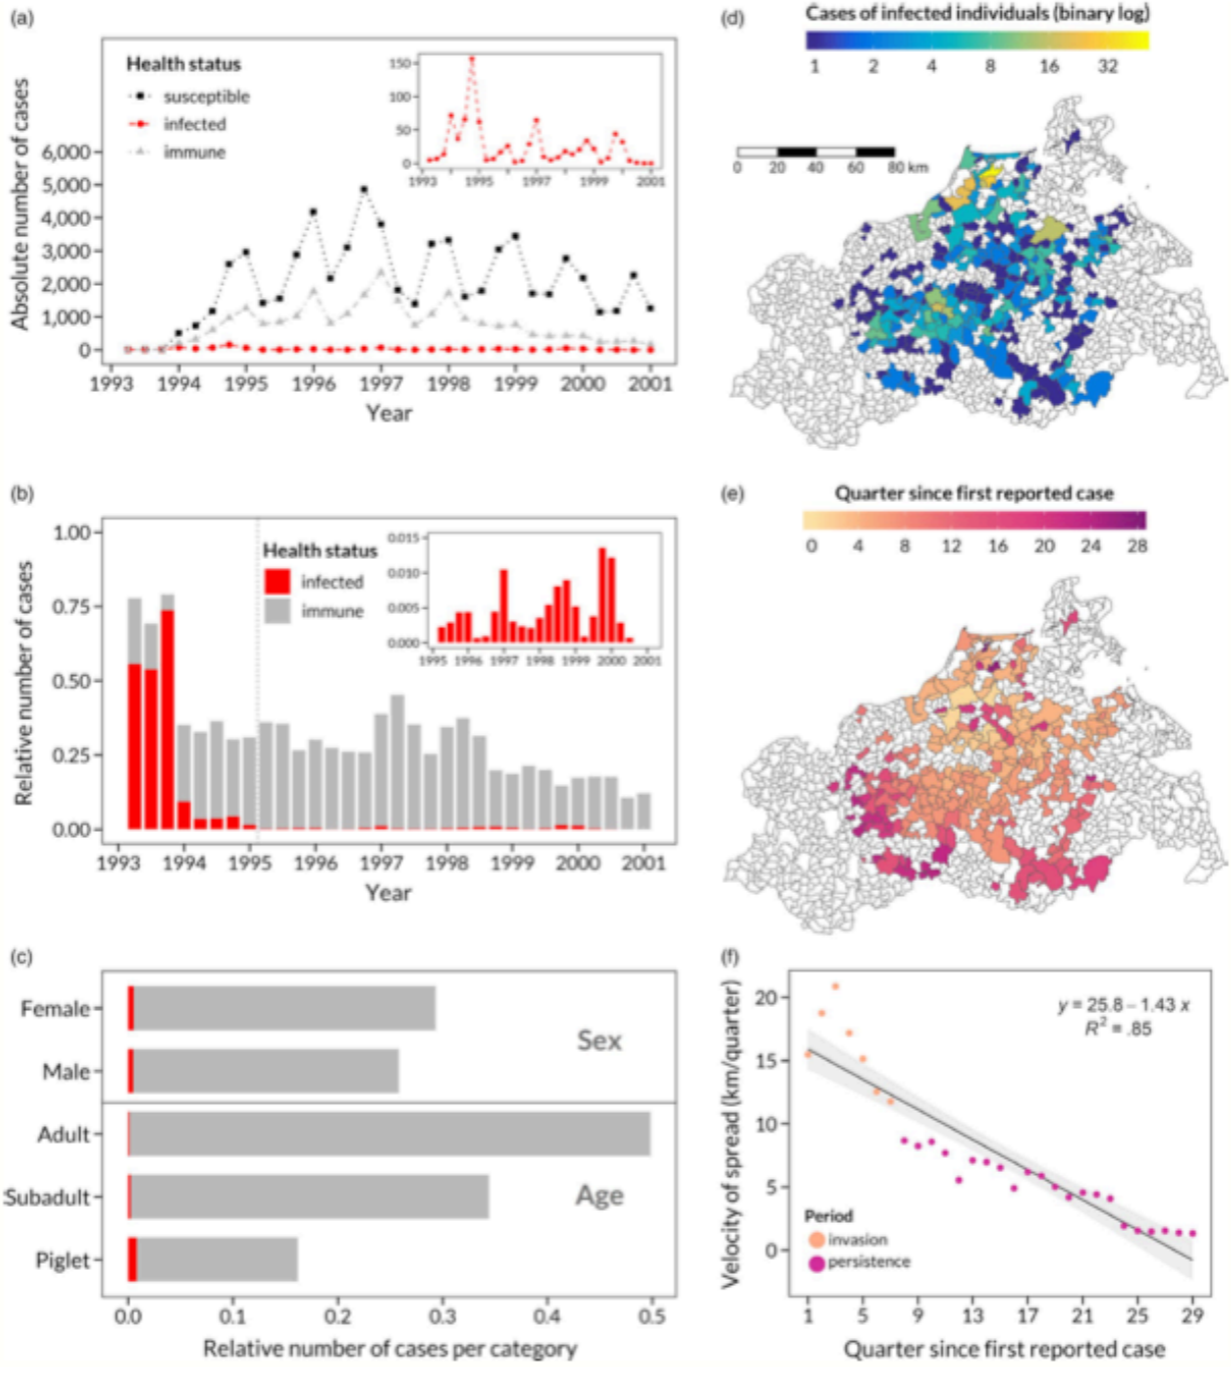 (a)
Health status
susceptible
infected
immune
Absolute number of cases
6,000
5,000
4,000
3,000
2,000
1,000
0
1993 1994 1995 1996 1997 1998 1999 2000 2001
Year
150
100
50
0
1993 1995 1997 1999 2001
(d)
Cases of infected individuals (binary log)
1 2 4 8 16 32
0 20 40 60 80 km
(b)
Relative number of cases
1.00
0.75
0.50
0.25
0.00
1993 1994 1995 1996 1997 1998 1999 2000 2001
Year
Health status
infected
immune
0.015
0.010
0.005
0.000
1995 1996 1997 1998 1999 2000 2001
(e)
Quarter since first reported case
0 4 8 12 16 20 24 28
(c)
Female
Male
Adult
Subadult
Piglet
Sex
Age
0.0 0.1 0.2 0.3 0.4 0.5
Relative number of cases per category
(f)
Velocity of spread (km/quarter)
20
15
10
5
0
y = 25.8 – 1.43 x
R² = .85
Period
invasion
persistence
1 5 9 13 17 21 25 29
Quarter since first reported case